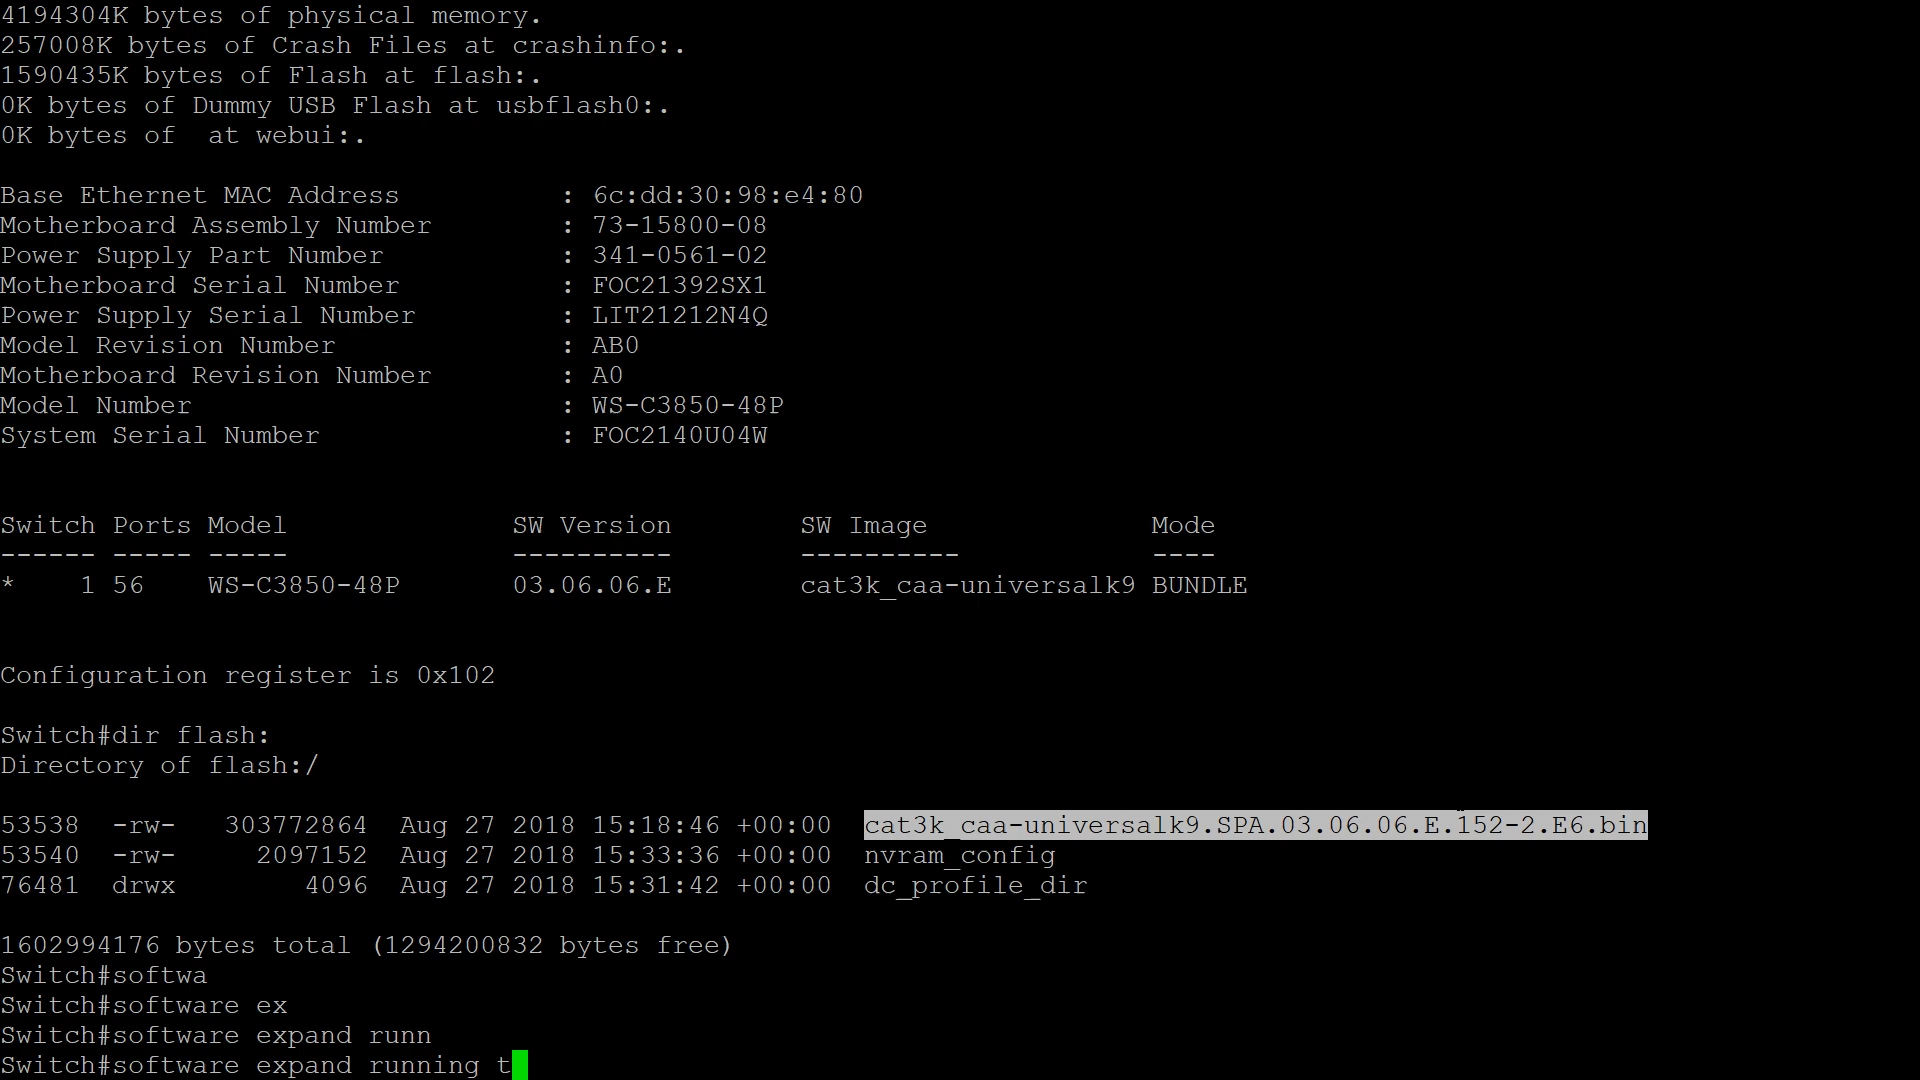 4194304K bytes of physical memory.
257008K bytes of Crash Files at crashinfo:.
1590435K bytes of Flash at flash:.
0K bytes of Dummy USB Flash at usbflash0:.
0K bytes of  at webui:.
Base Ethernet MAC Address          : 6c:dd:30:98:e4:80
Motherboard Assembly Number        : 73-15800-08
Power Supply Part Number           : 341-0561-02
Motherboard Serial Number          : FOC21392SX1
Power Supply Serial Number         : LIT21212N4Q
Model Revision Number              : AB0
Motherboard Revision Number        : A0
Model Number                       : WS-C3850-48P
System Serial Number               : FOC2140U04W
Switch Ports Model              SW Version        SW Image              Mode
------ ----- -----              ----------        ----------            ----
*    1 56    WS-C3850-48P       03.06.06.E        cat3k_caa-universalk9 BUNDLE
Configuration register is 0x102
Switch#dir flash:
Directory of flash:/
53538  -rw-   303772864  Aug 27 2018 15:18:46 +00:00  cat3k_caa-universalk9.SPA.03.06.06.E.152-2.E6.bin
53540  -rw-     2097152  Aug 27 2018 15:33:36 +00:00  nvram_config
76481  drwx        4096  Aug 27 2018 15:31:42 +00:00  dc_profile_dir
1602994176 bytes total (1294200832 bytes free)
Switch#softwa
Switch#software ex
Switch#software expand runn
Switch#software expand running t